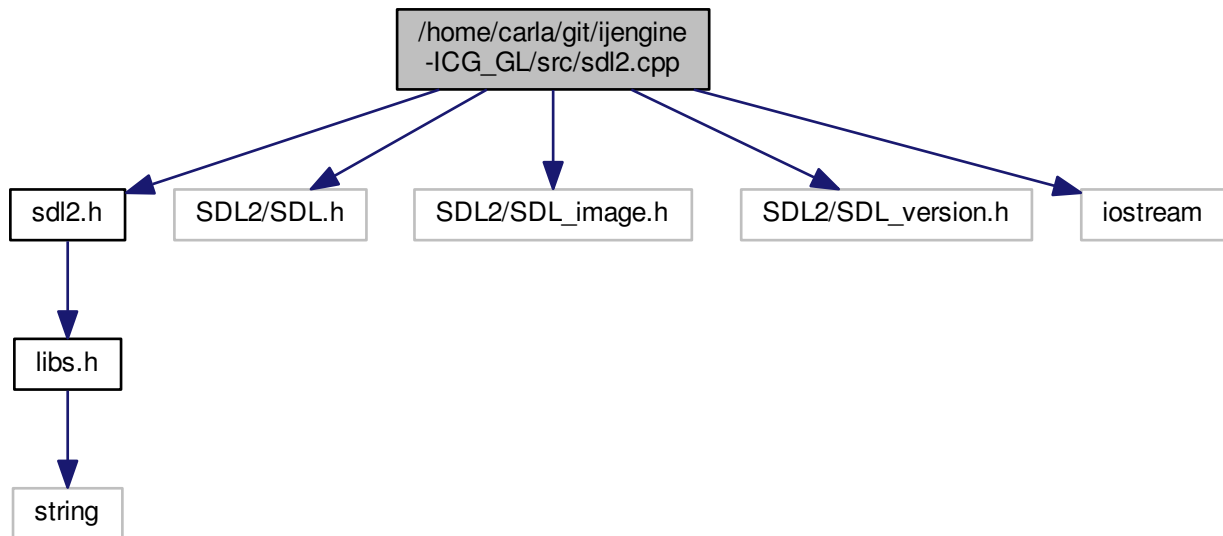 /home/carla/git/ijengine
-ICG_GL/src/sdl2.cpp
sdl2.h
SDL2/SDL.h
SDL2/SDL_image.h
SDL2/SDL_version.h
iostream
libs.h
string